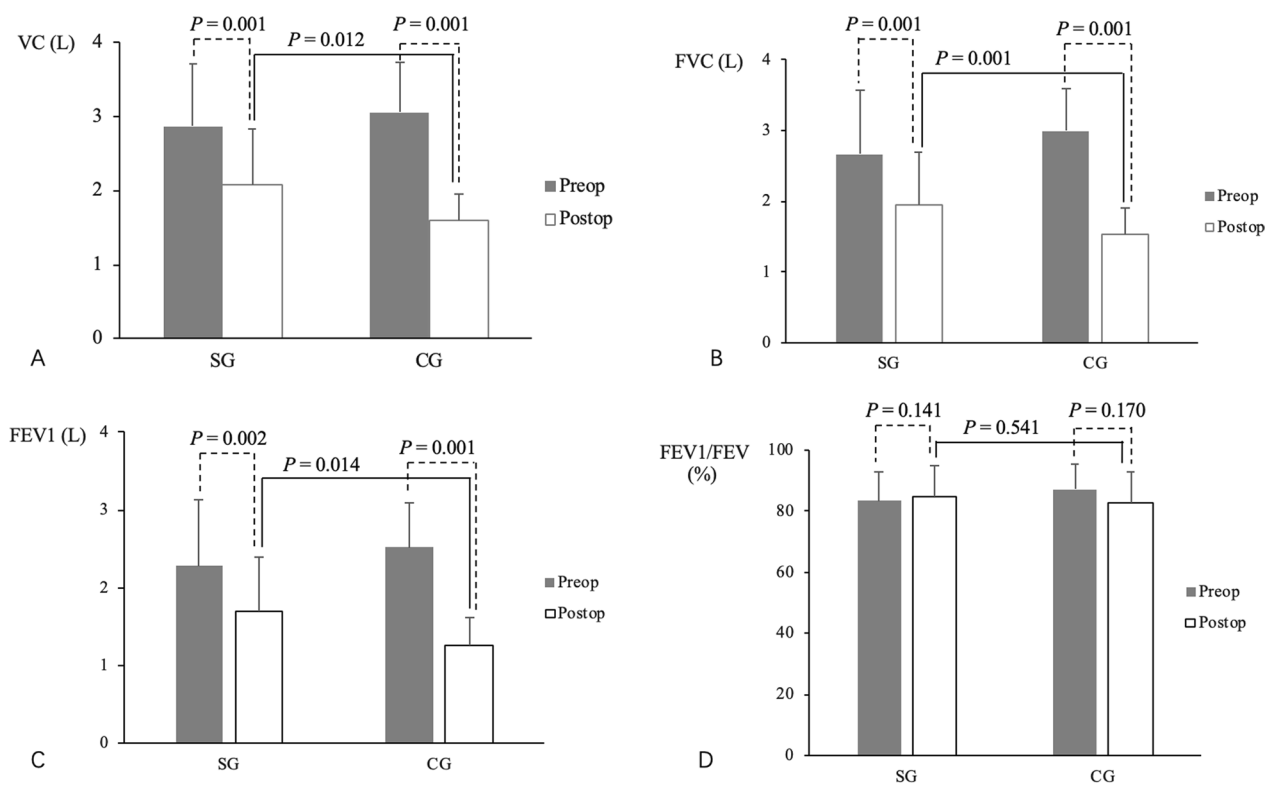 P = 0.001
P = 0.001
VC (L)
P = 0.012
4
3
2
1
0
Preop
Postop
A
SG
CG
P = 0.001
P = 0.001
FVC (L)
P = 0.001
4
3
2
1
0
Preop
Postop
B
SG
CG
FEV1 (L)
P = 0.002
P = 0.001
P = 0.014
4
3
2
1
0
Preop
Postop
C
SG
CG
P = 0.141
P = 0.170
P = 0.541
FEV1/FEV
(%)
100
80
60
40
20
0
Preop
Postop
D
SG
CG